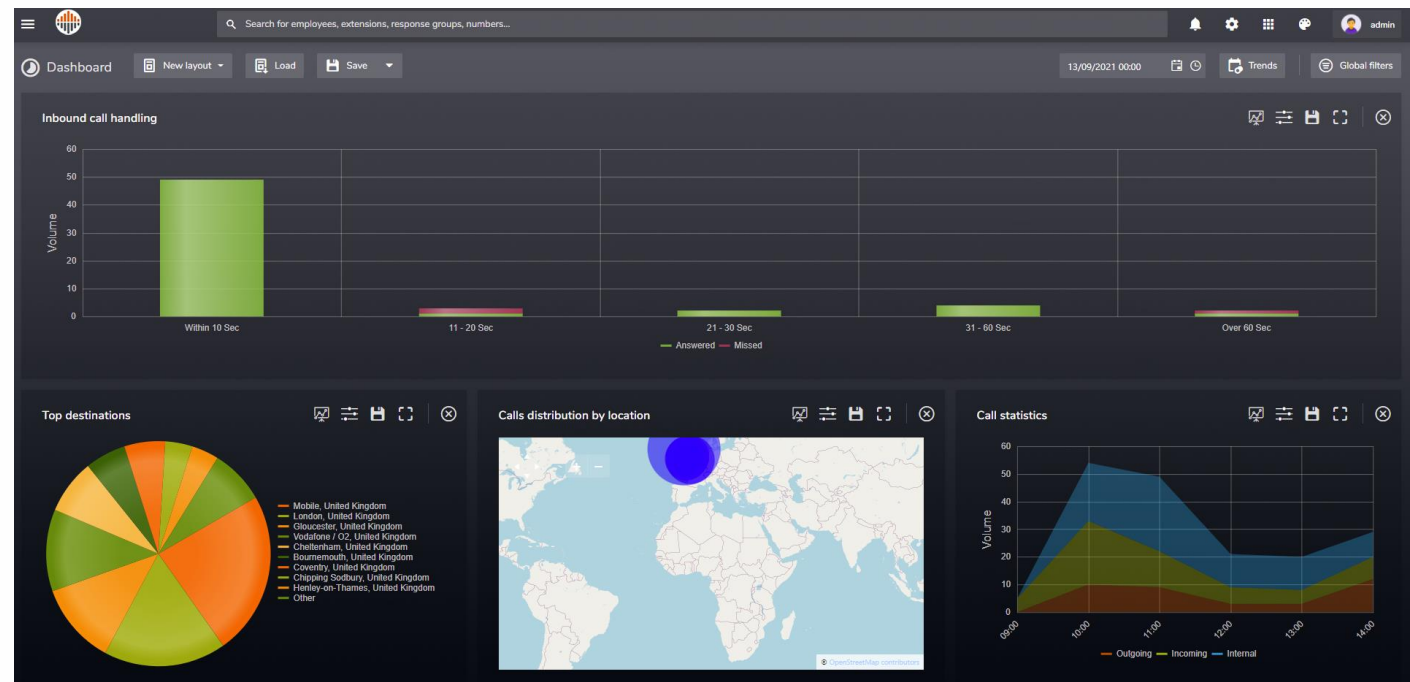 Search for employees, extensions, response groups, numbers...
admin
Dashboard
New layout
Load
Save
13/09/2021 00:00
Trends
Global filters
Inbound call handling
60
50
40
30
20
10
0
Volume
Within 10 Sec
11 - 20 Sec
21 - 30 Sec
31 - 60 Sec
Over 60 Sec
Answered
Missed
Top destinations
Mobile, United Kingdom
London, United Kingdom
Gloucester, United Kingdom
Vodafone / O2, United Kingdom
Cheltenham, United Kingdom
Bournemouth, United Kingdom
Coventry, United Kingdom
Chipping Sodbury, United Kingdom
Henley-on-Thames, United Kingdom
Other
Calls distribution by location
© OpenStreetMap contributors
Call statistics
60
50
40
30
20
10
0
Volume
09:00
10:00
11:00
12:00
13:00
14:00
Outgoing
Incoming
Internal